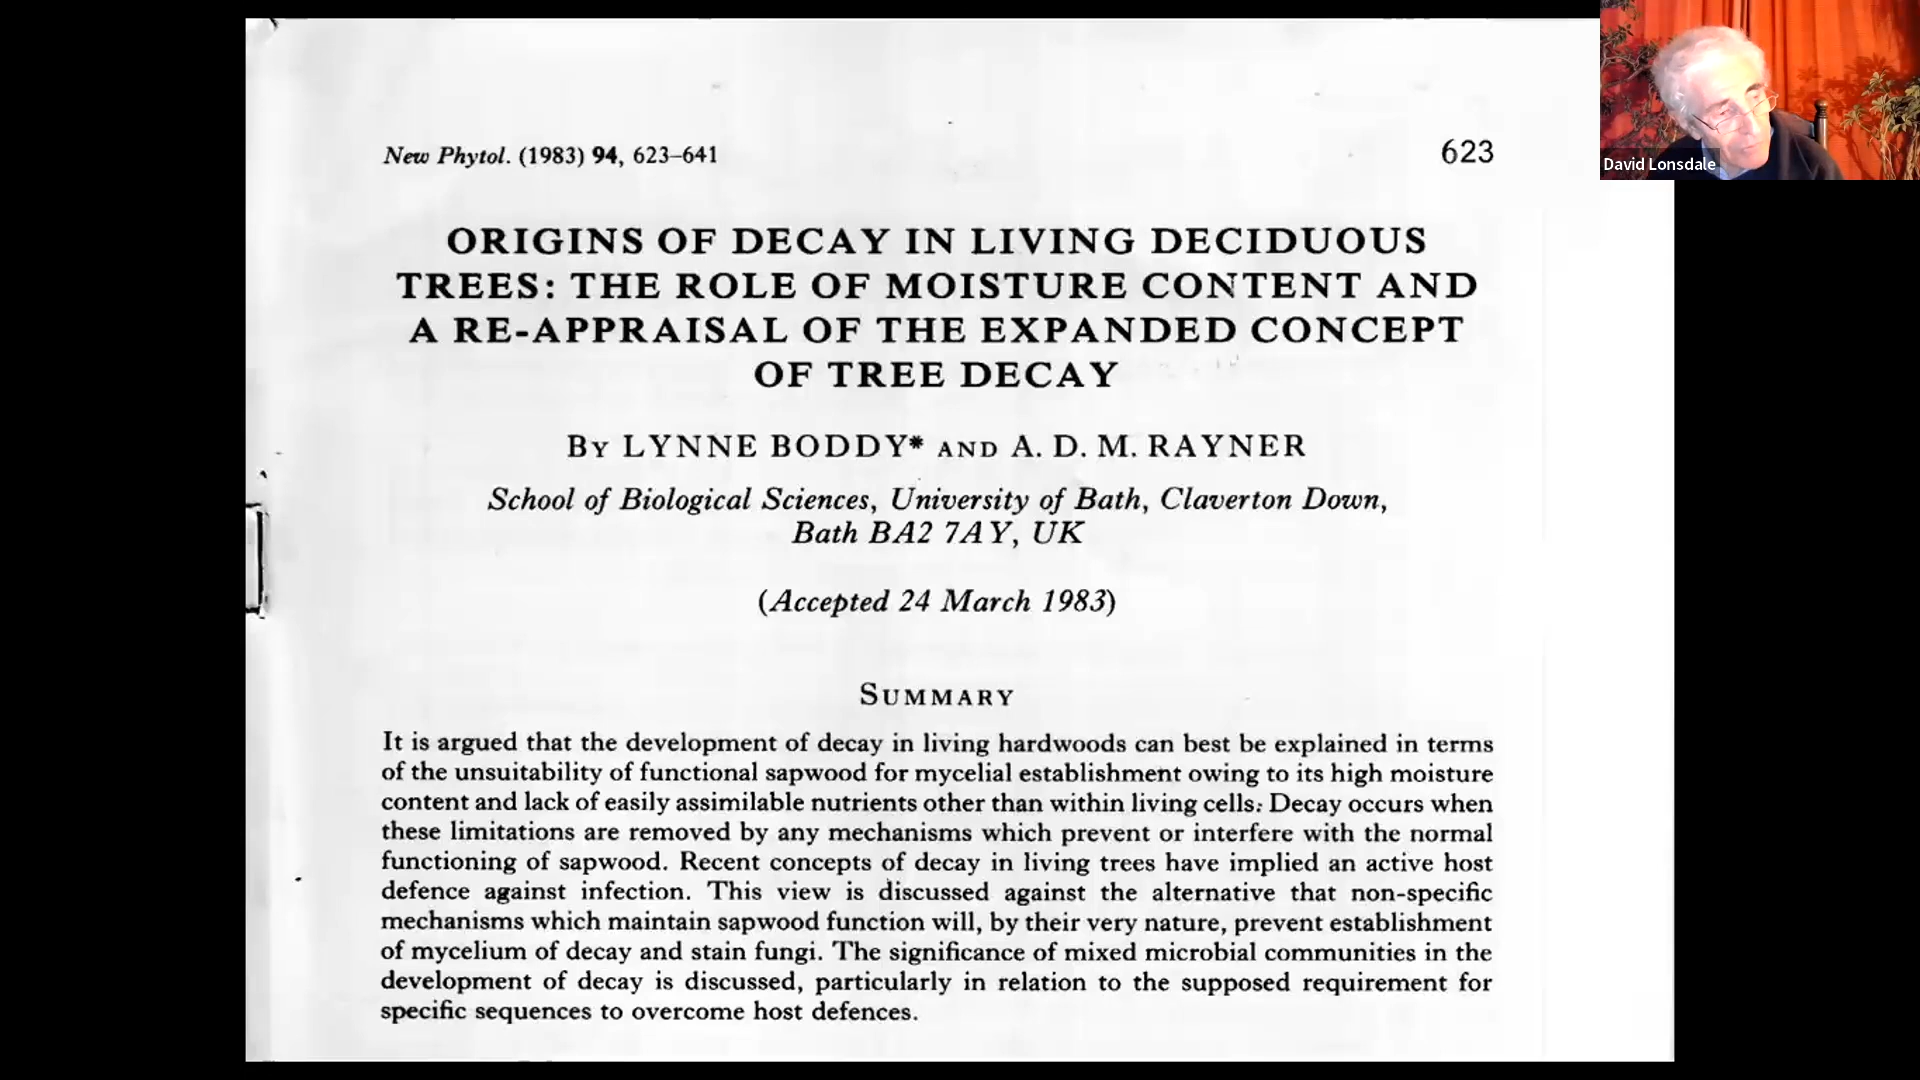 New Phytol. (1983) 94, 623–641
623
ORIGINS OF DECAY IN LIVING DECIDUOUS
TREES: THE ROLE OF MOISTURE CONTENT AND
A RE-APPRAISAL OF THE EXPANDED CONCEPT
OF TREE DECAY
By LYNNE BODDY* AND A. D. M. RAYNER
School of Biological Sciences, University of Bath, Claverton Down,
Bath BA2 7AY, UK
(Accepted 24 March 1983)
SUMMARY
It is argued that the development of decay in living hardwoods can best be explained in terms
of the unsuitability of functional sapwood for mycelial establishment owing to its high moisture
content and lack of easily assimilable nutrients other than within living cells. Decay occurs when
these limitations are removed by any mechanisms which prevent or interfere with the normal
functioning of sapwood. Recent concepts of decay in living trees have implied an active host
defence against infection. This view is discussed against the alternative that non-specific
mechanisms which maintain sapwood function will, by their very nature, prevent establishment
of mycelium of decay and stain fungi. The significance of mixed microbial communities in the
development of decay is discussed, particularly in relation to the supposed requirement for
specific sequences to overcome host defences.
David Lonsdale